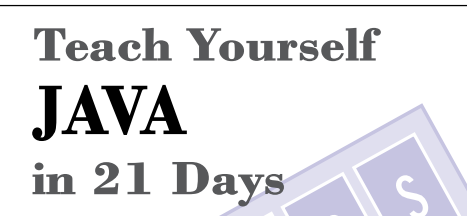 Teach Yourself
JAVA
in 21 Days
S